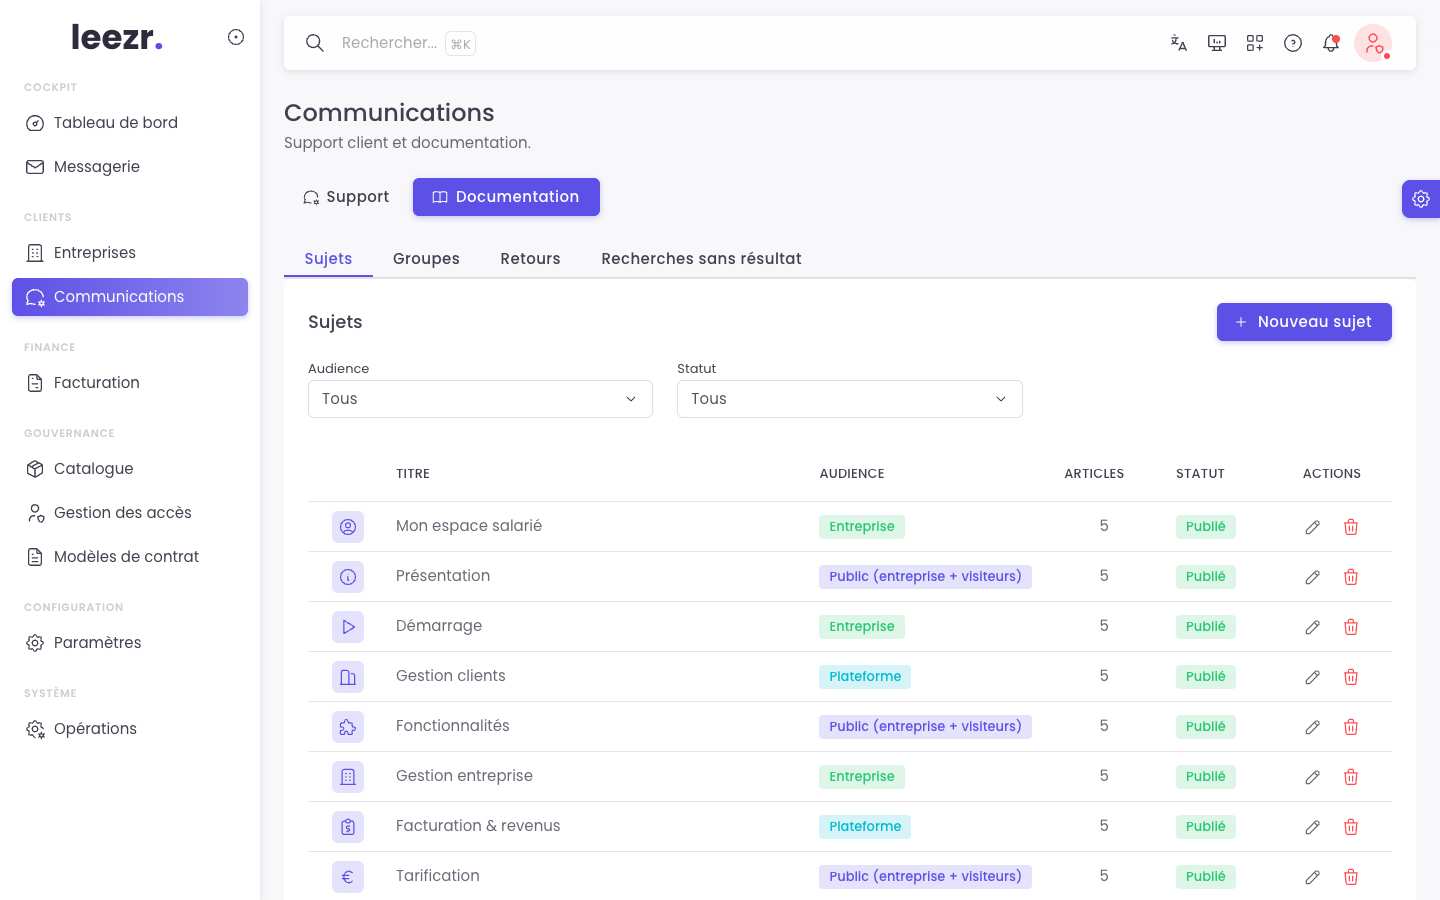 leezr.
Rechercher... ⌘K
COCKPIT
Tableau de bord
Messagerie
CLIENTS
Entreprises
Communications
FINANCE
Facturation
GOUVERNANCE
Catalogue
Gestion des accès
Modèles de contrat
CONFIGURATION
Paramètres
SYSTÈME
Opérations
Communications
Support client et documentation.
Support Documentation
Sujets Groupes Retours Recherches sans résultat
Sujets
Nouveau sujet
Audience Statut
Tous Tous
TITRE AUDIENCE ARTICLES STATUT ACTIONS
Mon espace salarié Entreprise 5 Publié
Présentation Public (entreprise + visiteurs) 5 Publié
Démarrage Entreprise 5 Publié
Gestion clients Plateforme 5 Publié
Fonctionnalités Public (entreprise + visiteurs) 5 Publié
Gestion entreprise Entreprise 5 Publié
Facturation & revenus Plateforme 5 Publié
Tarification Public (entreprise + visiteurs) 5 Publié